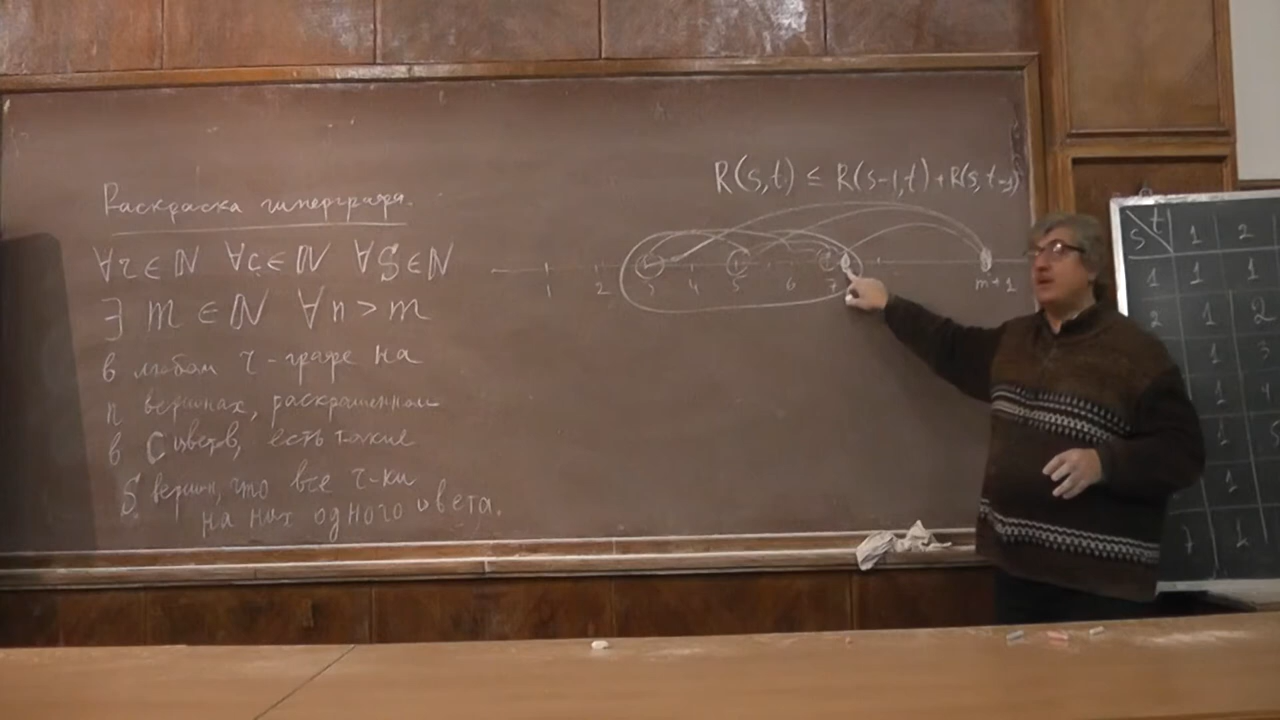 Раскраска гиперграфа.
∀r∈ℕ ∀c∈ℕ ∀S∈ℕ
∃ m∈ℕ ∀n>m
в любом r-графе на
n вершинах, раскрашенном
в C цветов, есть такие
S вершин, что все r-ки
на них одного цвета.
R(s,t) ≤ R(s-1,t)+R(s,t-1)
1 2 3 4 5 6 7 m+1
s t 1 2
1 1 1
2 1 2
1 3
1 4
1 5
1
7 1